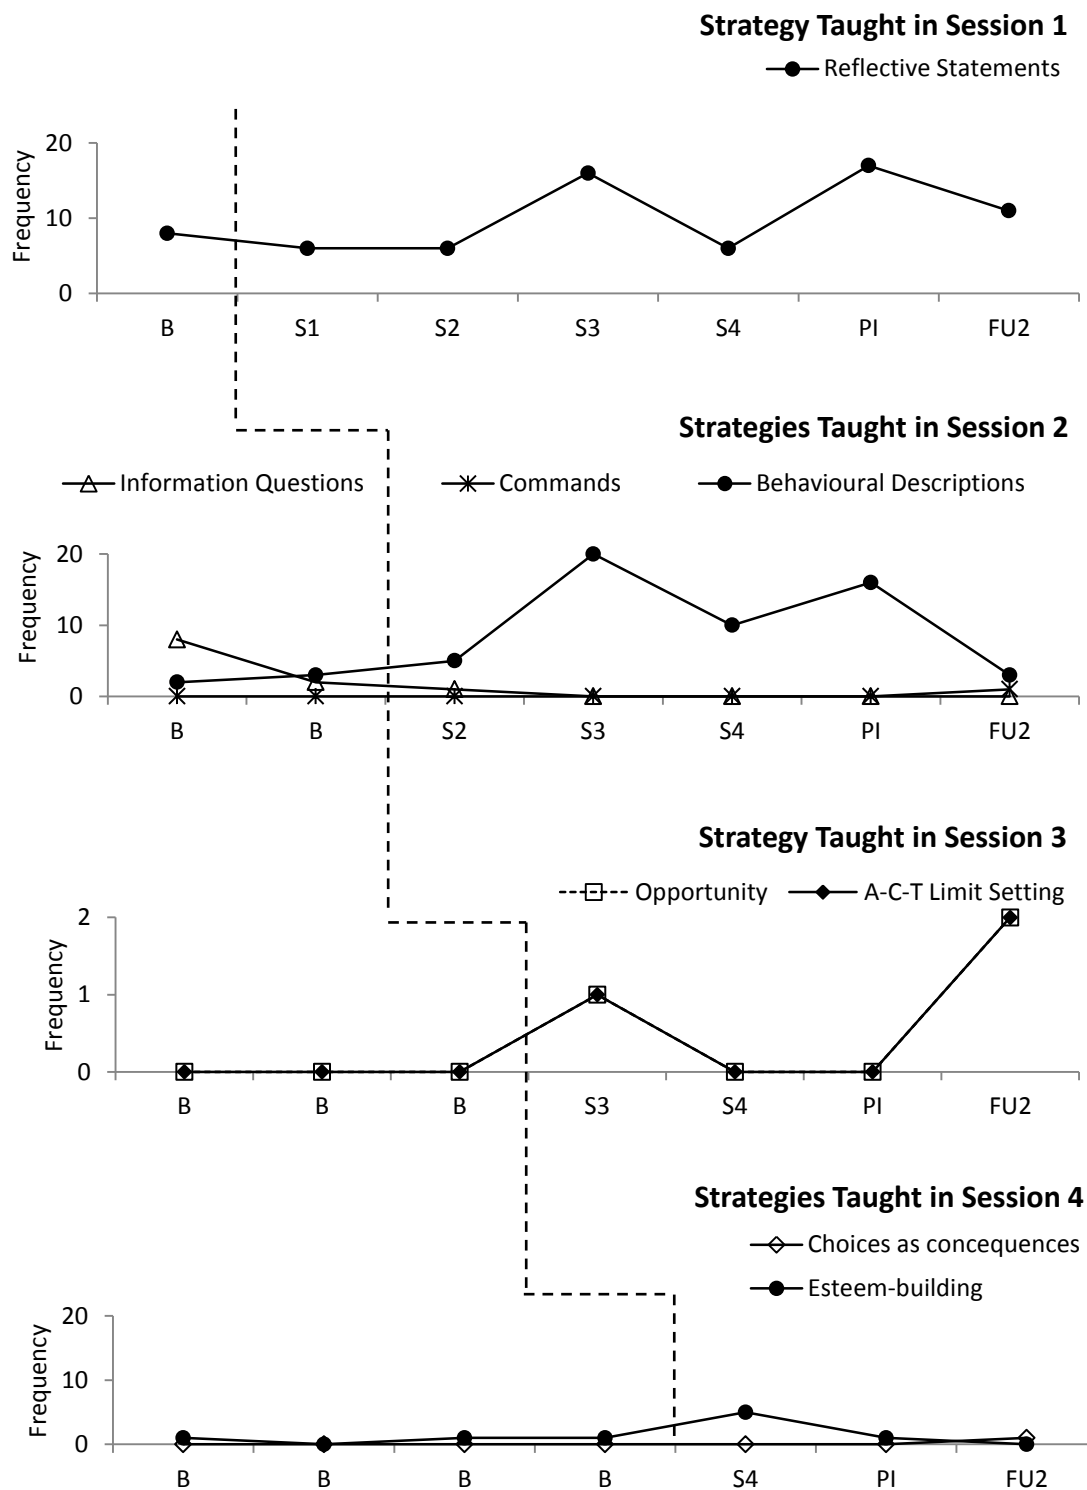 Strategy Taught in Session 1
Reflective Statements
Frequency
20
10
0
B S1 S2 S3 S4 PI FU2
Strategies Taught in Session 2
Information Questions Commands Behavioural Descriptions
Frequency
20
10
0
B B S2 S3 S4 PI FU2
Strategy Taught in Session 3
Opportunity A-C-T Limit Setting
Frequency
2
1
0
B B B S3 S4 PI FU2
Strategies Taught in Session 4
Choices as concequences
Esteem-building
Frequency
20
10
0
B B B B S4 PI FU2